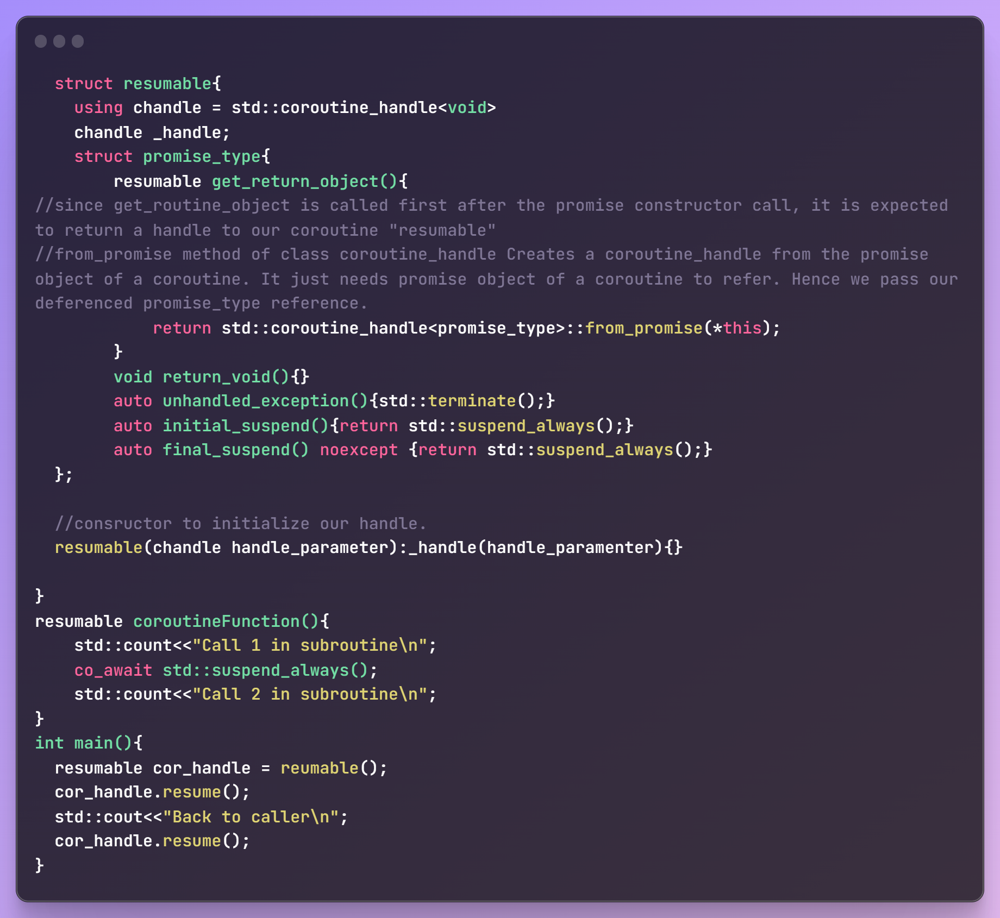 struct resumable{
using chandle = std::coroutine_handle<void>
chandle _handle;
struct promise_type{
resumable get_return_object(){
//since get_routine_object is called first after the promise constructor call, it is expected
to return a handle to our coroutine "resumable"
//from_promise method of class coroutine_handle Creates a coroutine_handle from the promise
object of a coroutine. It just needs promise object of a coroutine to refer. Hence we pass our
deferenced promise_type reference.
return std::coroutine_handle<promise_type>::from_promise(*this);
}
void return_void(){}
auto unhandled_exception(){std::terminate();}
auto initial_suspend(){return std::suspend_always();}
auto final_suspend() noexcept {return std::suspend_always();}
};
//consructor to initialize our handle.
resumable(chandle handle_parameter):_handle(handle_paramenter){}
}
resumable coroutineFunction(){
std::count<<"Call 1 in subroutine\n";
co_await std::suspend_always();
std::count<<"Call 2 in subroutine\n";
}
int main(){
resumable cor_handle = reumable();
cor_handle.resume();
std::cout<<"Back to caller\n";
cor_handle.resume();
}